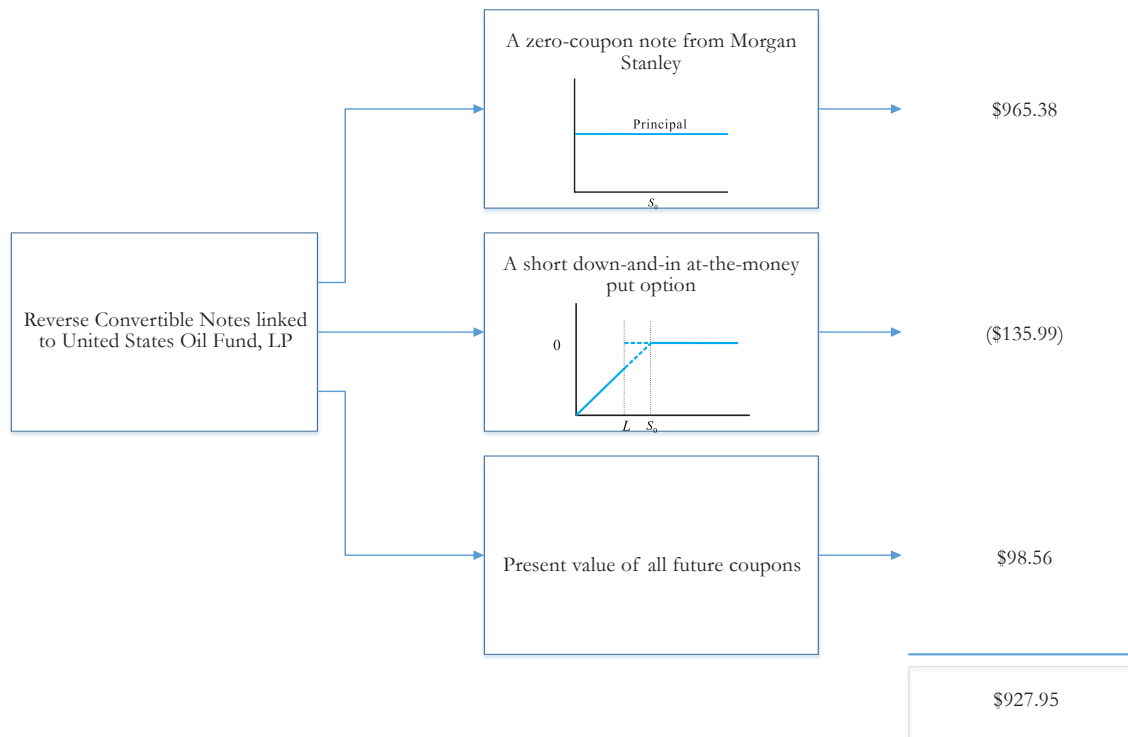 A zero-coupon note from Morgan
Stanley
Principal
S₀
$965.38
Reverse Convertible Notes linked
to United States Oil Fund, LP
A short down-and-in at-the-money
put option
0
L S₀
($135.99)
Present value of all future coupons
$98.56
$927.95